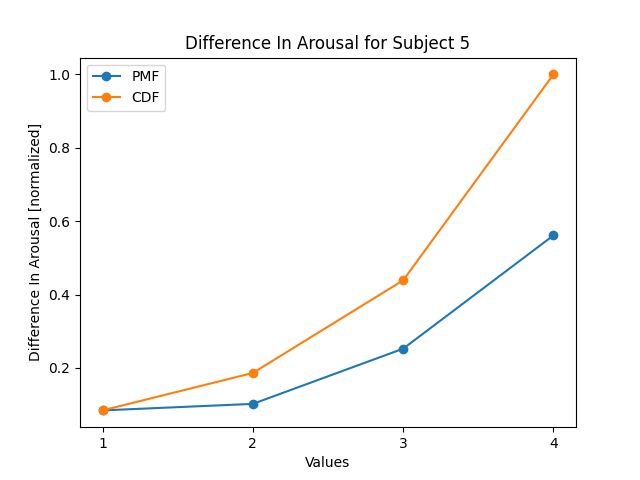 Difference In Arousal for Subject 5
PMF
CDF
1.0
0.8
0.6
0.4
0.2
Difference In Arousal [normalized]
1 2 3 4
Values